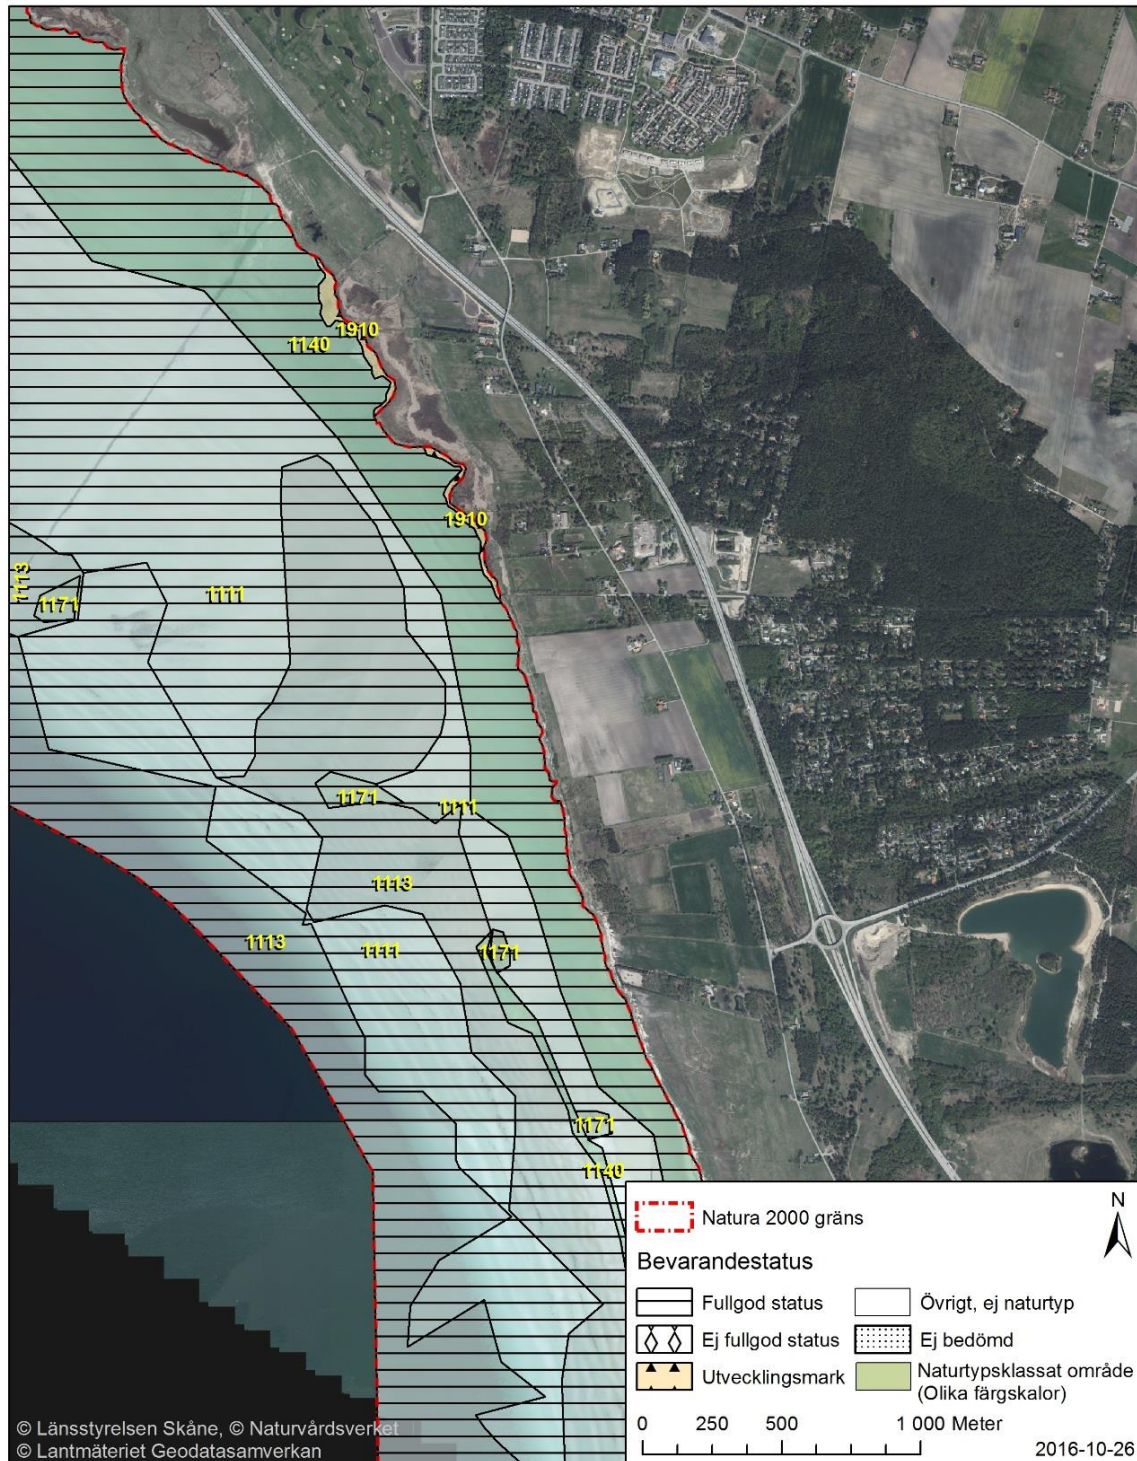 1910
1140
1910
1113
1171
1111
1171
1111
1113
1113
1111
1171
1171
1140
Natura 2000 gräns
N
Bevarandestatus
Fullgod status
Övrigt, ej naturtyp
Ej fullgod status
Ej bedömd
Utvecklingsmark
Naturtypsklassat område
(Olika färgskalor)
0 250 500 1 000 Meter
2016-10-26
© Länsstyrelsen Skåne, © Naturvårdsverket
© Lantmäteriet Geodatasamverkan